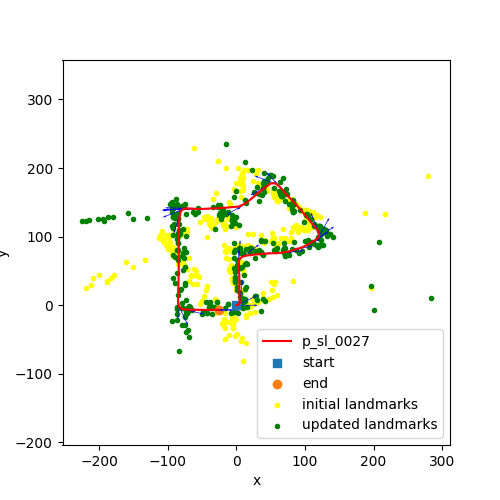 300
200
100
0
−100
−200
y
−200
−100
0
100
200
300
x
p_sl_0027
start
end
initial landmarks
updated landmarks